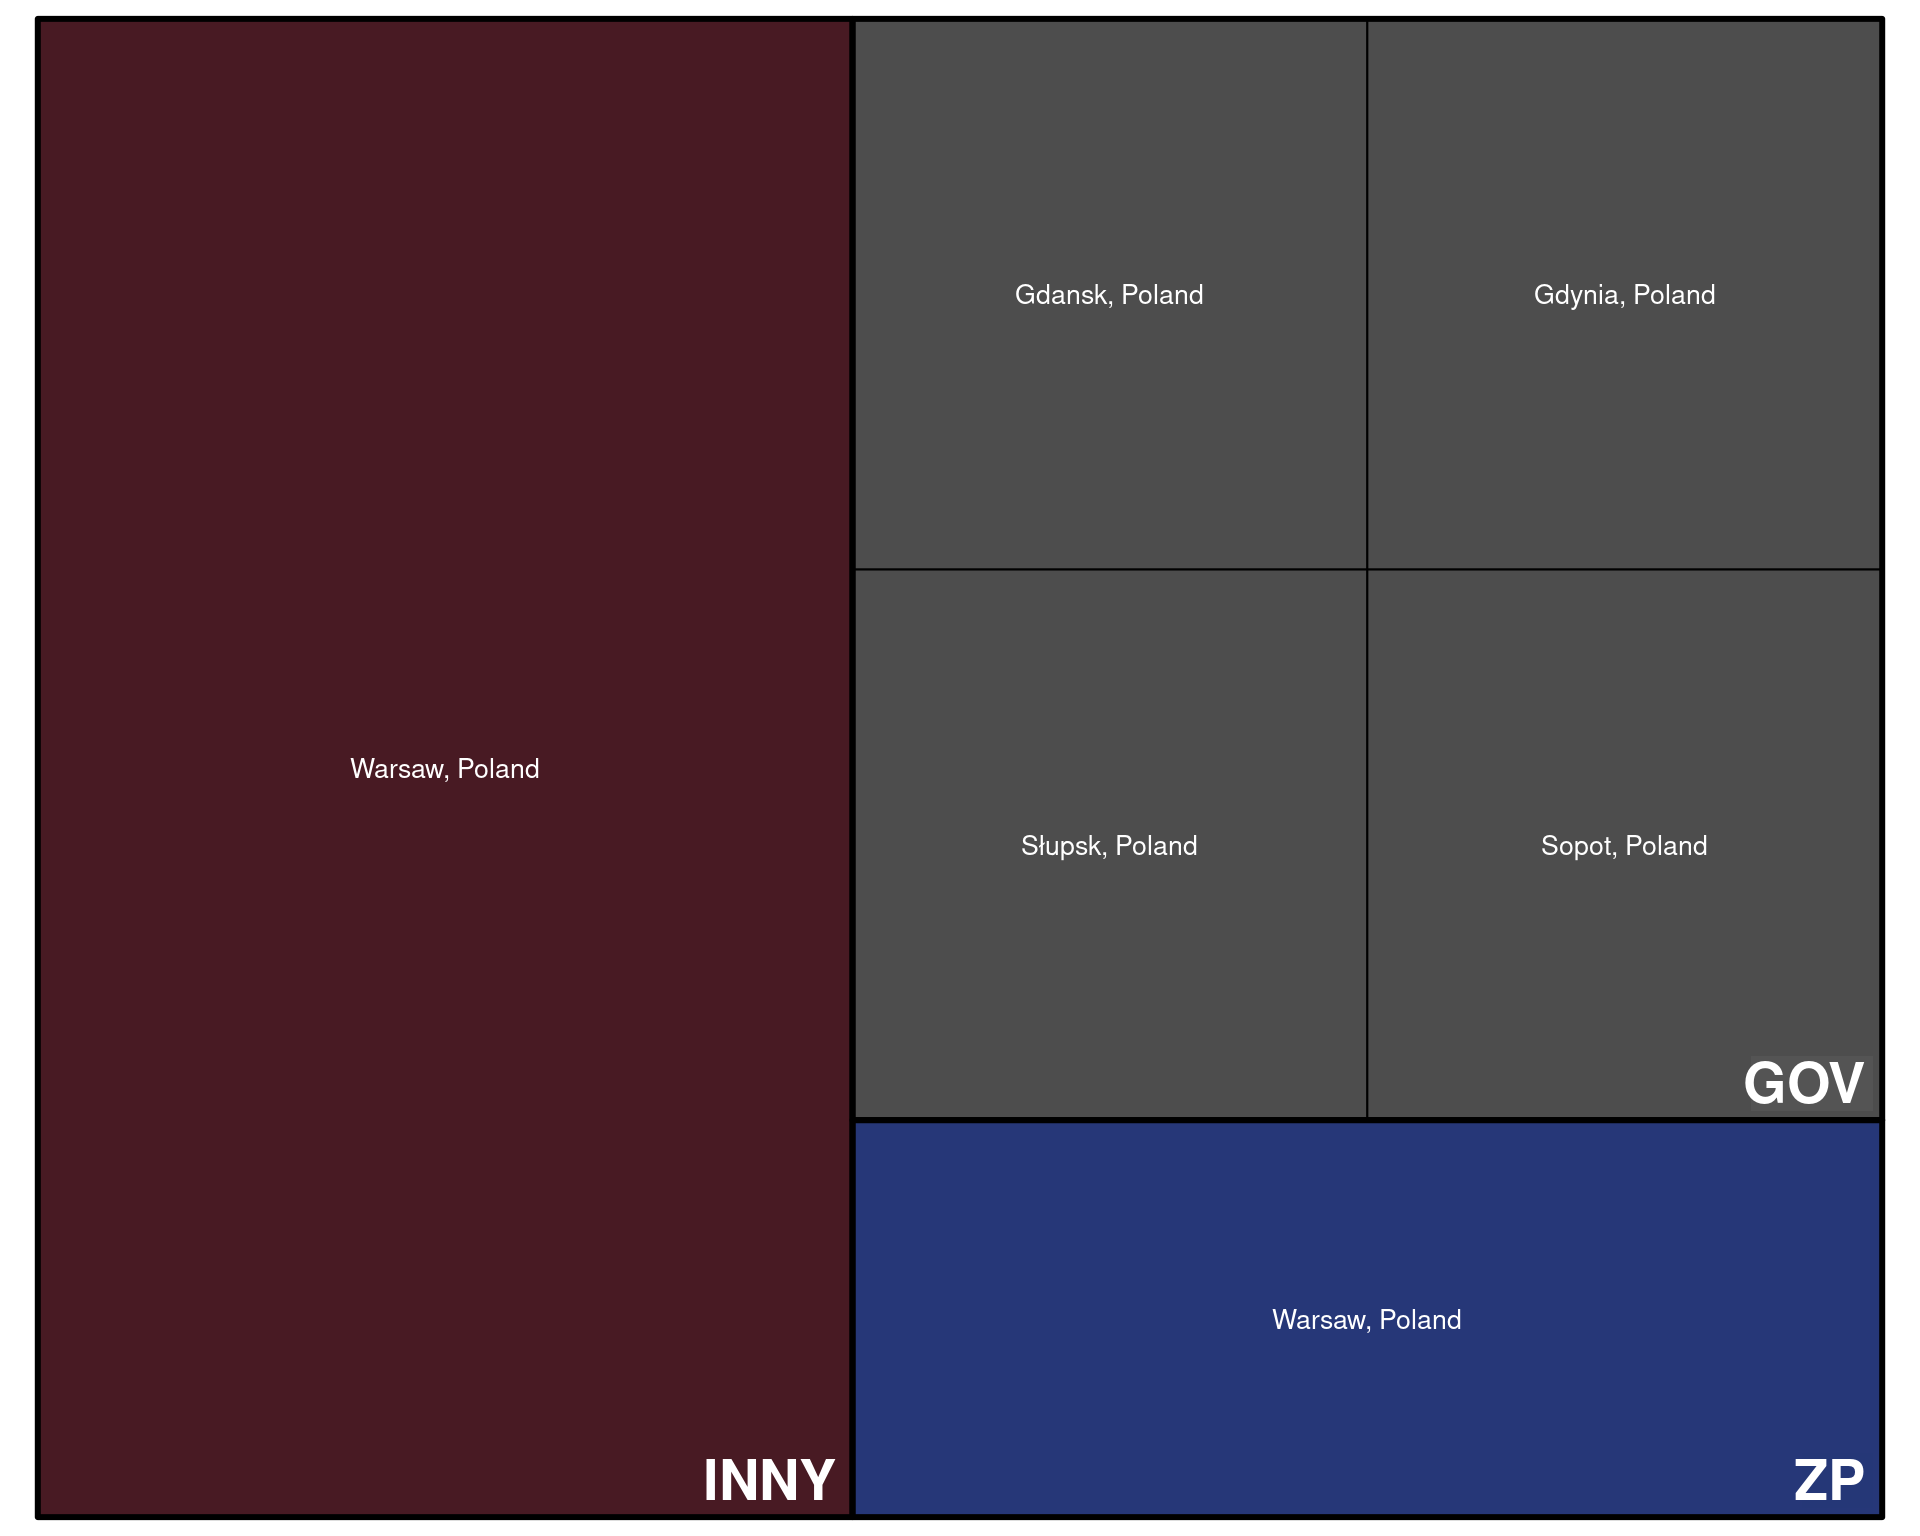 Warsaw, Poland
INNY
Gdansk, Poland
Gdynia, Poland
Słupsk, Poland
Sopot, Poland
GOV
Warsaw, Poland
ZP